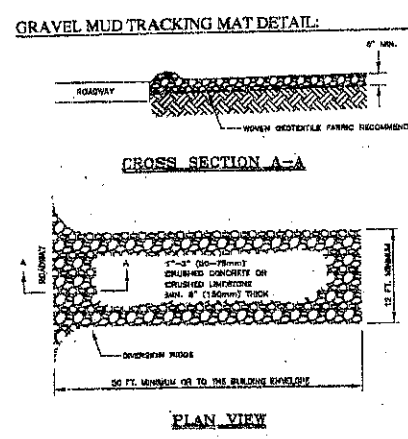 GRAVEL MUD TRACKING MAT DETAIL:
6" MIN.
ROADWAY
WOVEN GEOTEXTILE FABRIC RECOMMEND
CROSS SECTION A-A
A
ROADWAY
A
1"-3" (50-75mm)
CRUSHED CONCRETE OR
CRUSHED LIMESTONE
MIN. 6" (150mm) THICK
12 FT. MINIMUM
DIVERSION RIDGE
50 FT. MINIMUM OR TO THE BUILDING ENVELOPE
PLAN VIEW